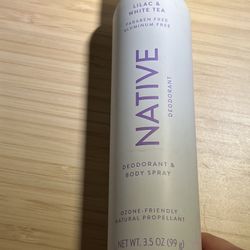 LILAC &
WHITE TEA
PARABEN FREE
ALUMINUM FREE
NATIVE
DEODORANT
DEODORANT &
BODY SPRAY
OZONE-FRIENDLY
NATURAL PROPELLANT
NET WT. 3.5 OZ (99 g)